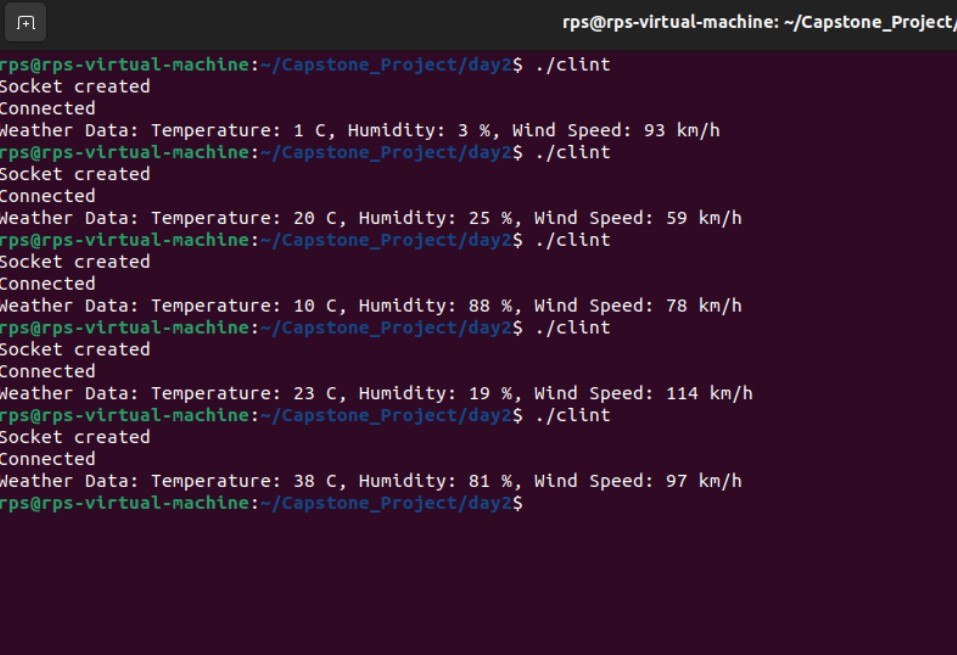 rps@rps-virtual-machine: ~/Capstone_Project/
rps@rps-virtual-machine:~/Capstone_Project/day2$ ./clint
Socket created
Connected
Weather Data: Temperature: 1 C, Humidity: 3 %, Wind Speed: 93 km/h
rps@rps-virtual-machine:~/Capstone_Project/day2$ ./clint
Socket created
Connected
Weather Data: Temperature: 20 C, Humidity: 25 %, Wind Speed: 59 km/h
rps@rps-virtual-machine:~/Capstone_Project/day2$ ./clint
Socket created
Connected
Weather Data: Temperature: 10 C, Humidity: 88 %, Wind Speed: 78 km/h
rps@rps-virtual-machine:~/Capstone_Project/day2$ ./clint
Socket created
Connected
Weather Data: Temperature: 23 C, Humidity: 19 %, Wind Speed: 114 km/h
rps@rps-virtual-machine:~/Capstone_Project/day2$ ./clint
Socket created
Connected
Weather Data: Temperature: 38 C, Humidity: 81 %, Wind Speed: 97 km/h
rps@rps-virtual-machine:~/Capstone_Project/day2$